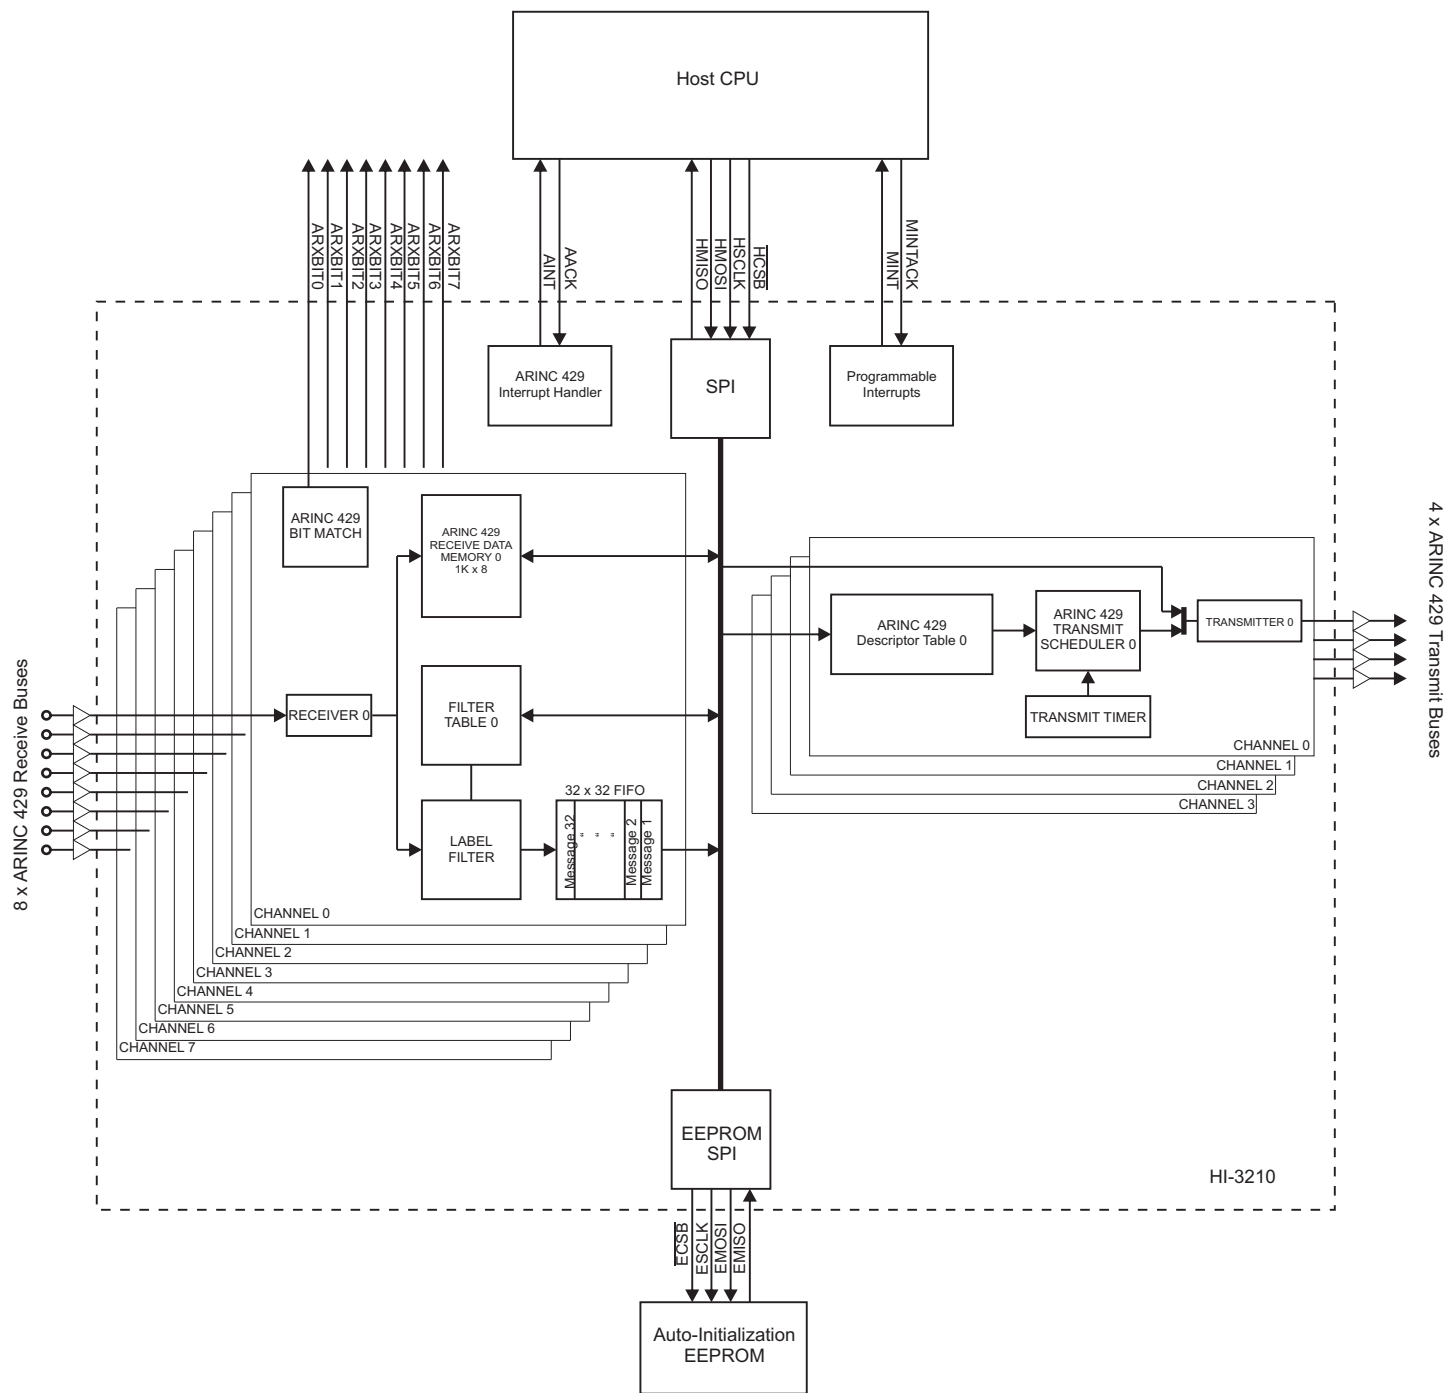 Host CPU
ARXBIT0
ARXBIT1
ARXBIT2
ARXBIT3
ARXBIT4
ARXBIT5
ARXBIT6
ARXBIT7
AINT
AACK
HMISO
HMOSI
HSCLK
HCSB
MINT
MINTACK
ARINC 429
Interrupt Handler
SPI
Programmable
Interrupts
ARINC 429
BIT MATCH
ARINC 429
RECEIVE DATA
MEMORY 0
1K x 8
RECEIVER 0
FILTER
TABLE 0
LABEL
FILTER
32 x 32 FIFO
Message 32
" " "
Message 2
Message 1
CHANNEL 0
CHANNEL 1
CHANNEL 2
CHANNEL 3
CHANNEL 4
CHANNEL 5
CHANNEL 6
CHANNEL 7
8 x ARINC 429 Receive Buses
ARINC 429
Descriptor Table 0
ARINC 429
TRANSMIT
SCHEDULER 0
TRANSMITTER 0
TRANSMIT TIMER
CHANNEL 0
CHANNEL 1
CHANNEL 2
CHANNEL 3
4 x ARINC 429 Transmit Buses
EEPROM
SPI
HI-3210
ECSB
ESCLK
EMOSI
EMISO
Auto-Initialization
EEPROM